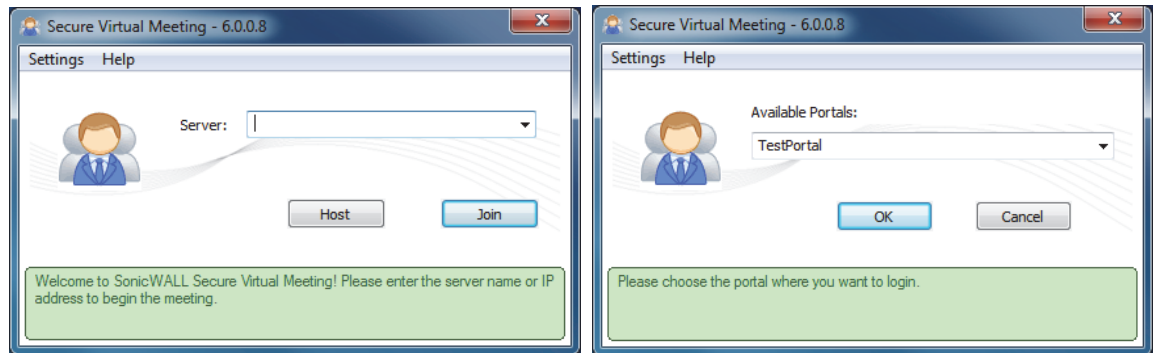 Secure Virtual Meeting - 6.0.0.8
Settings Help
Server:
Host Join
Welcome to SonicWALL Secure Virtual Meeting! Please enter the server name or IP
address to begin the meeting.
Secure Virtual Meeting - 6.0.0.8
Settings Help
Available Portals:
TestPortal
OK Cancel
Please choose the portal where you want to login.